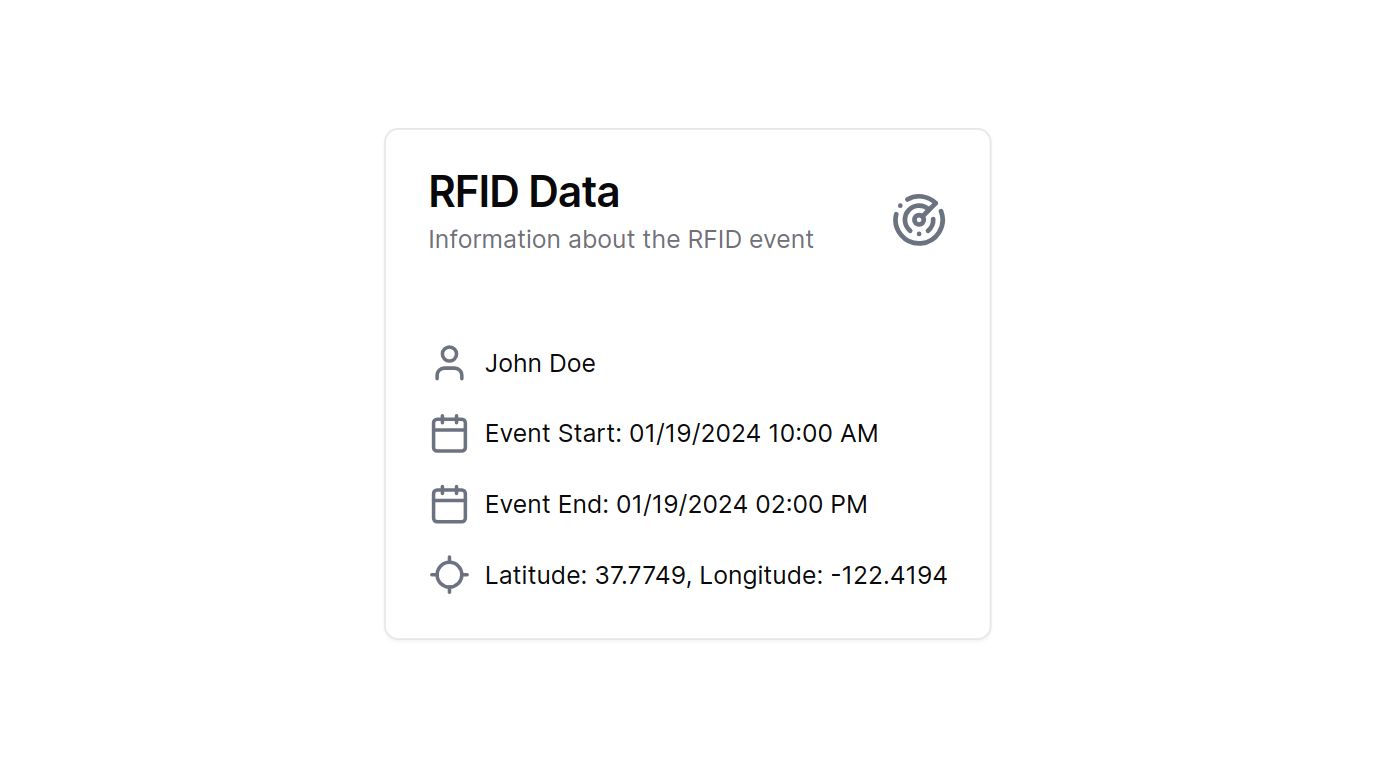 RFID Data
Information about the RFID event
John Doe
Event Start: 01/19/2024 10:00 AM
Event End: 01/19/2024 02:00 PM
Latitude: 37.7749, Longitude: -122.4194